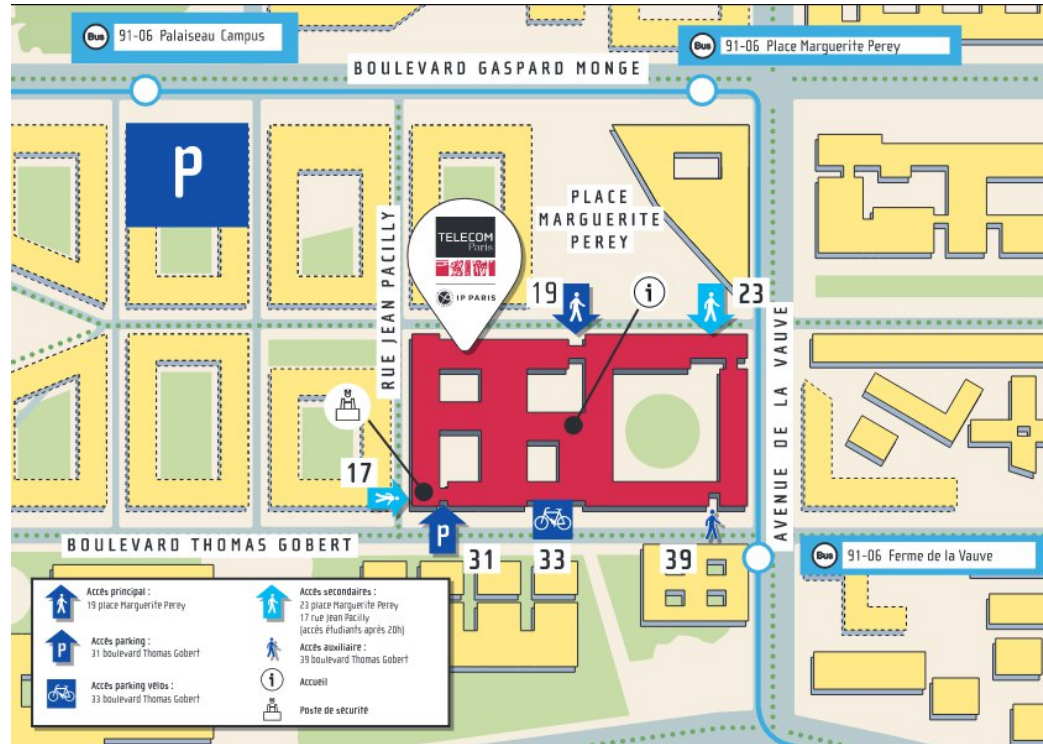 Bus 91-06 Palaiseau Campus
Bus 91-06 Place Marguerite Perey
BOULEVARD GASPARD MONGE
P
RUE JEAN PACILLY
TELECOM
Paris
IP PARIS
PLACE
MARGUERITE
PEREY
19
i
23
AVENUE DE LA VAUVE
17
P
31
33
39
BOULEVARD THOMAS GOBERT
Bus 91-06 Ferme de la Vauve
Accès principal :
19 place Marguerite Perey
P
Accès parking :
31 boulevard Thomas Gobert
Accès parking vélos :
33 boulevard Thomas Gobert
Accès secondaires :
23 place Marguerite Perey
17 rue Jean Pacilly
(accès étudiants après 20h)
Accès auxiliaire :
39 boulevard Thomas Gobert
i
Accueil
Poste de sécurité